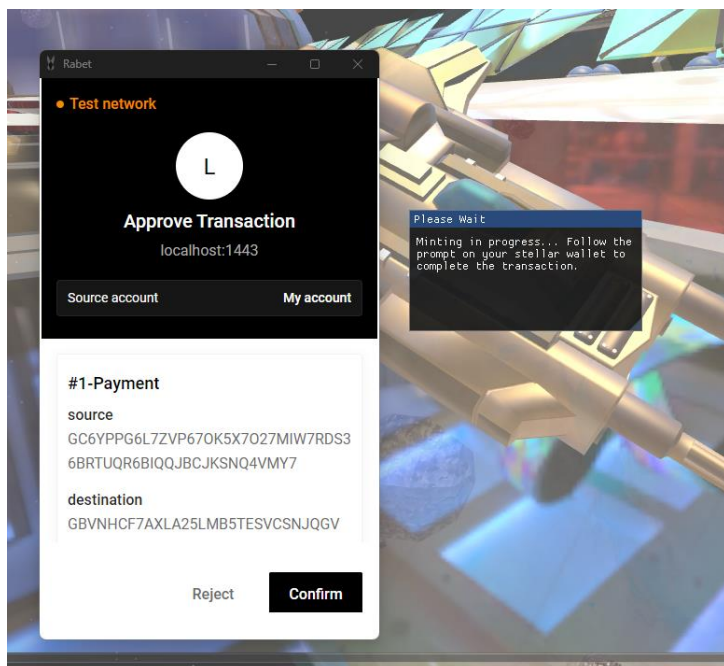 Rabet
Test network
L
Approve Transaction
localhost:1443
Source account My account
#1-Payment
source
GC6YPPG6L7ZVP67OK5X7O27MIW7RDS3
6BRTUQR6BIQQJBCJKSNQ4VMY7
destination
GBVNHCF7AXLA25LMB5TESVCSNJQGV
Reject Confirm
Please Wait
Minting in progress... Follow the
prompt on your stellar wallet to
complete the transaction.